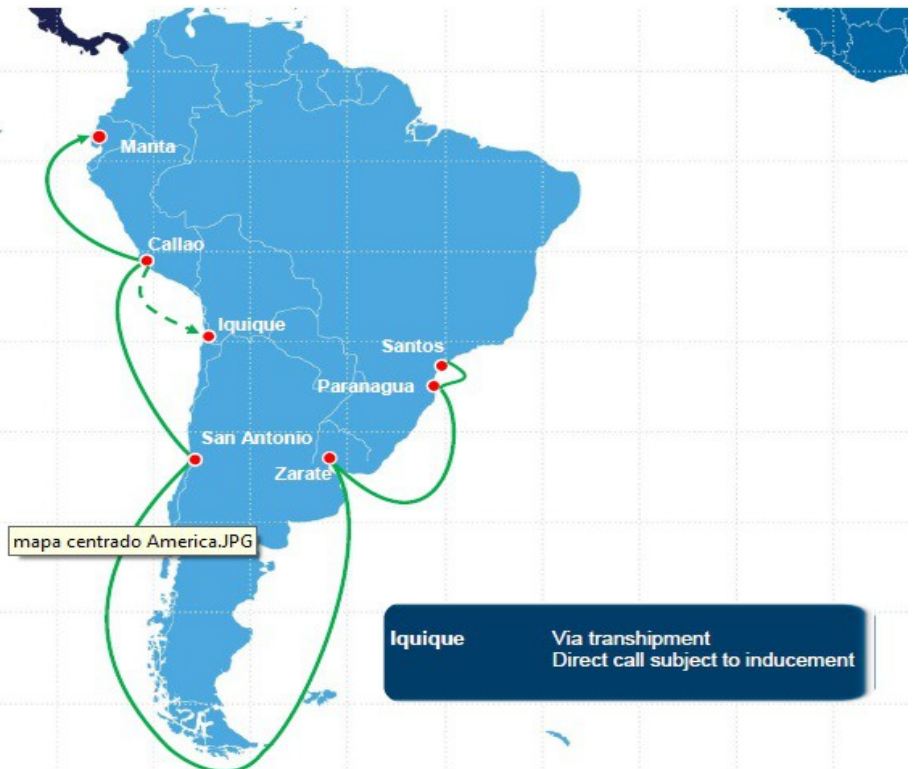 Manta
Callao
Iquique
Santos
Paranagua
San Antonio
Zarate
mapa centrado America.JPG
Iquique Via transhipment
Direct call subject to inducement